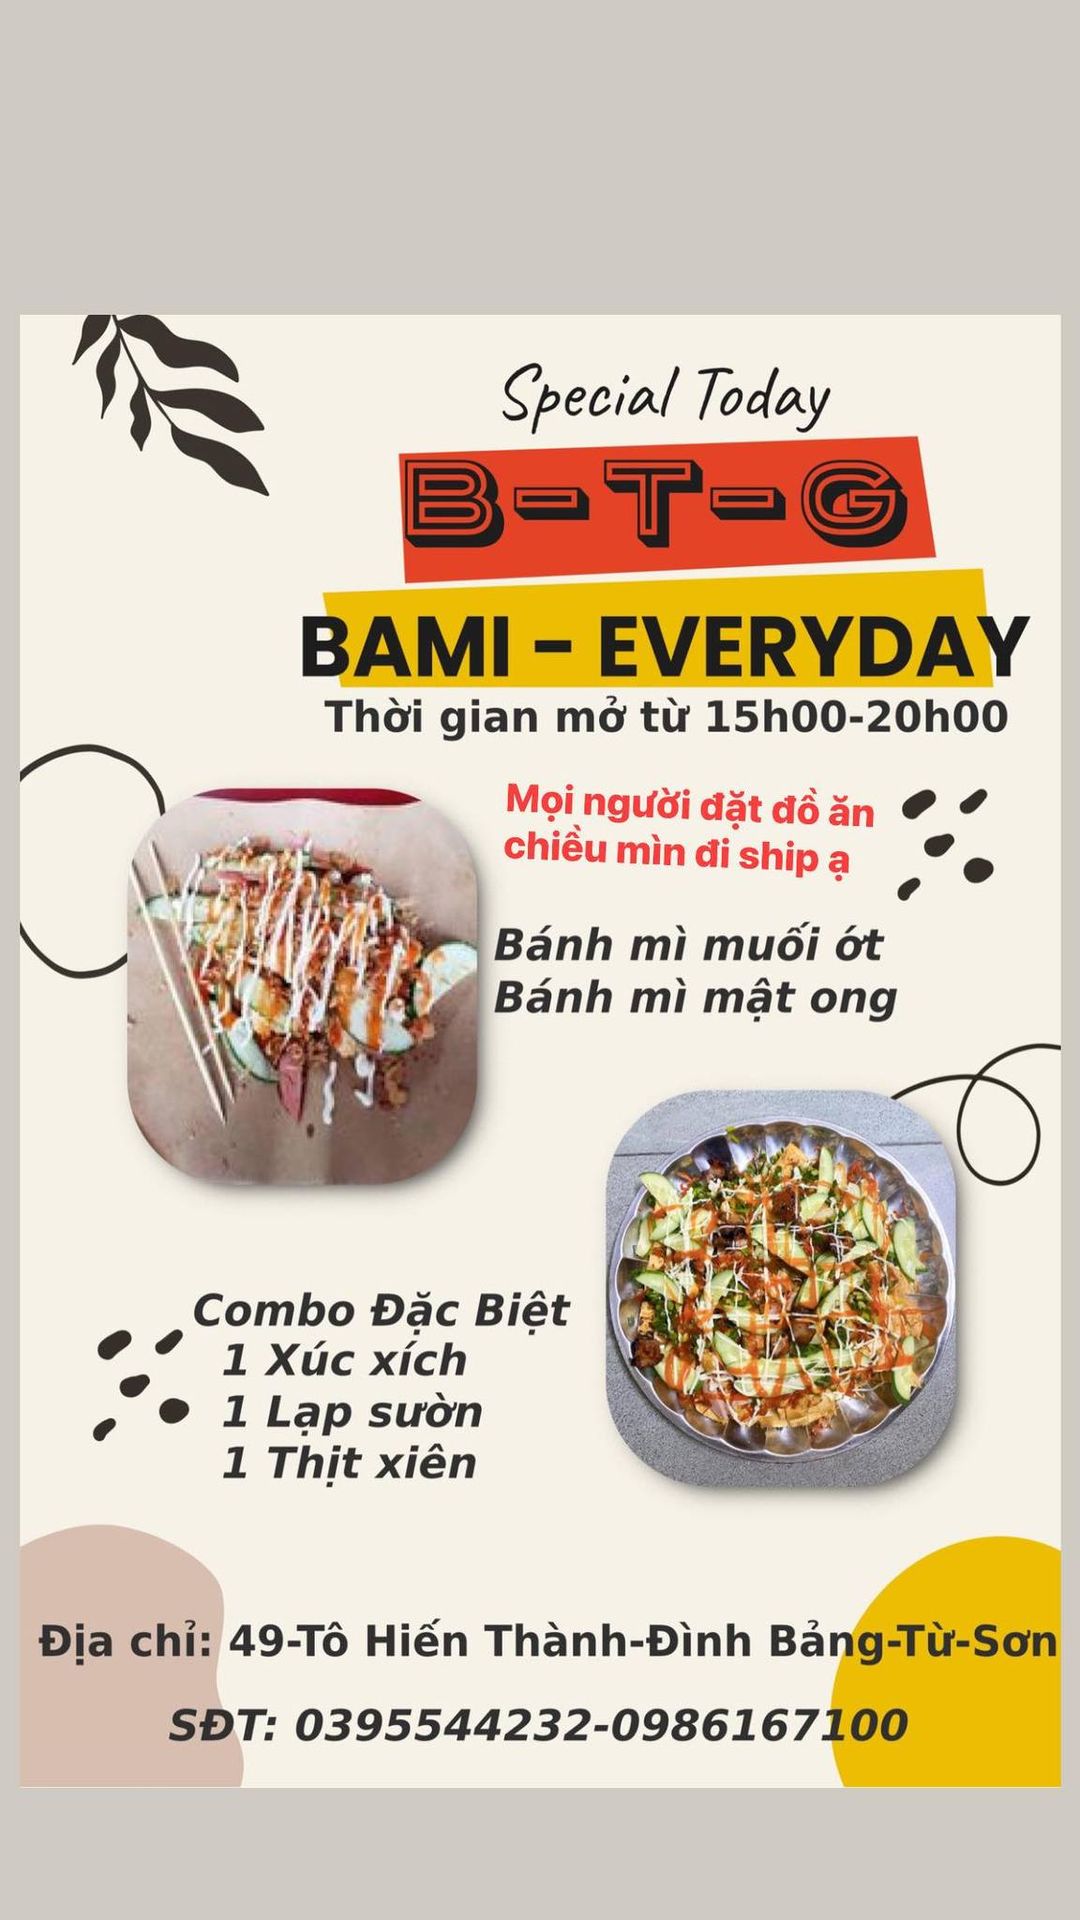 Special Today
B-T-G
BAMI - EVERYDAY
Thời gian mở từ 15h00-20h00
Mọi người đặt đồ ăn
chiều mìn đi ship ạ
Bánh mì muối ớt
Bánh mì mật ong
Combo Đặc Biệt
1 Xúc xích
1 Lạp sườn
1 Thịt xiên
Địa chỉ: 49-Tô Hiến Thành-Đình Bảng-Từ-Sơn
SĐT: 0395544232-0986167100